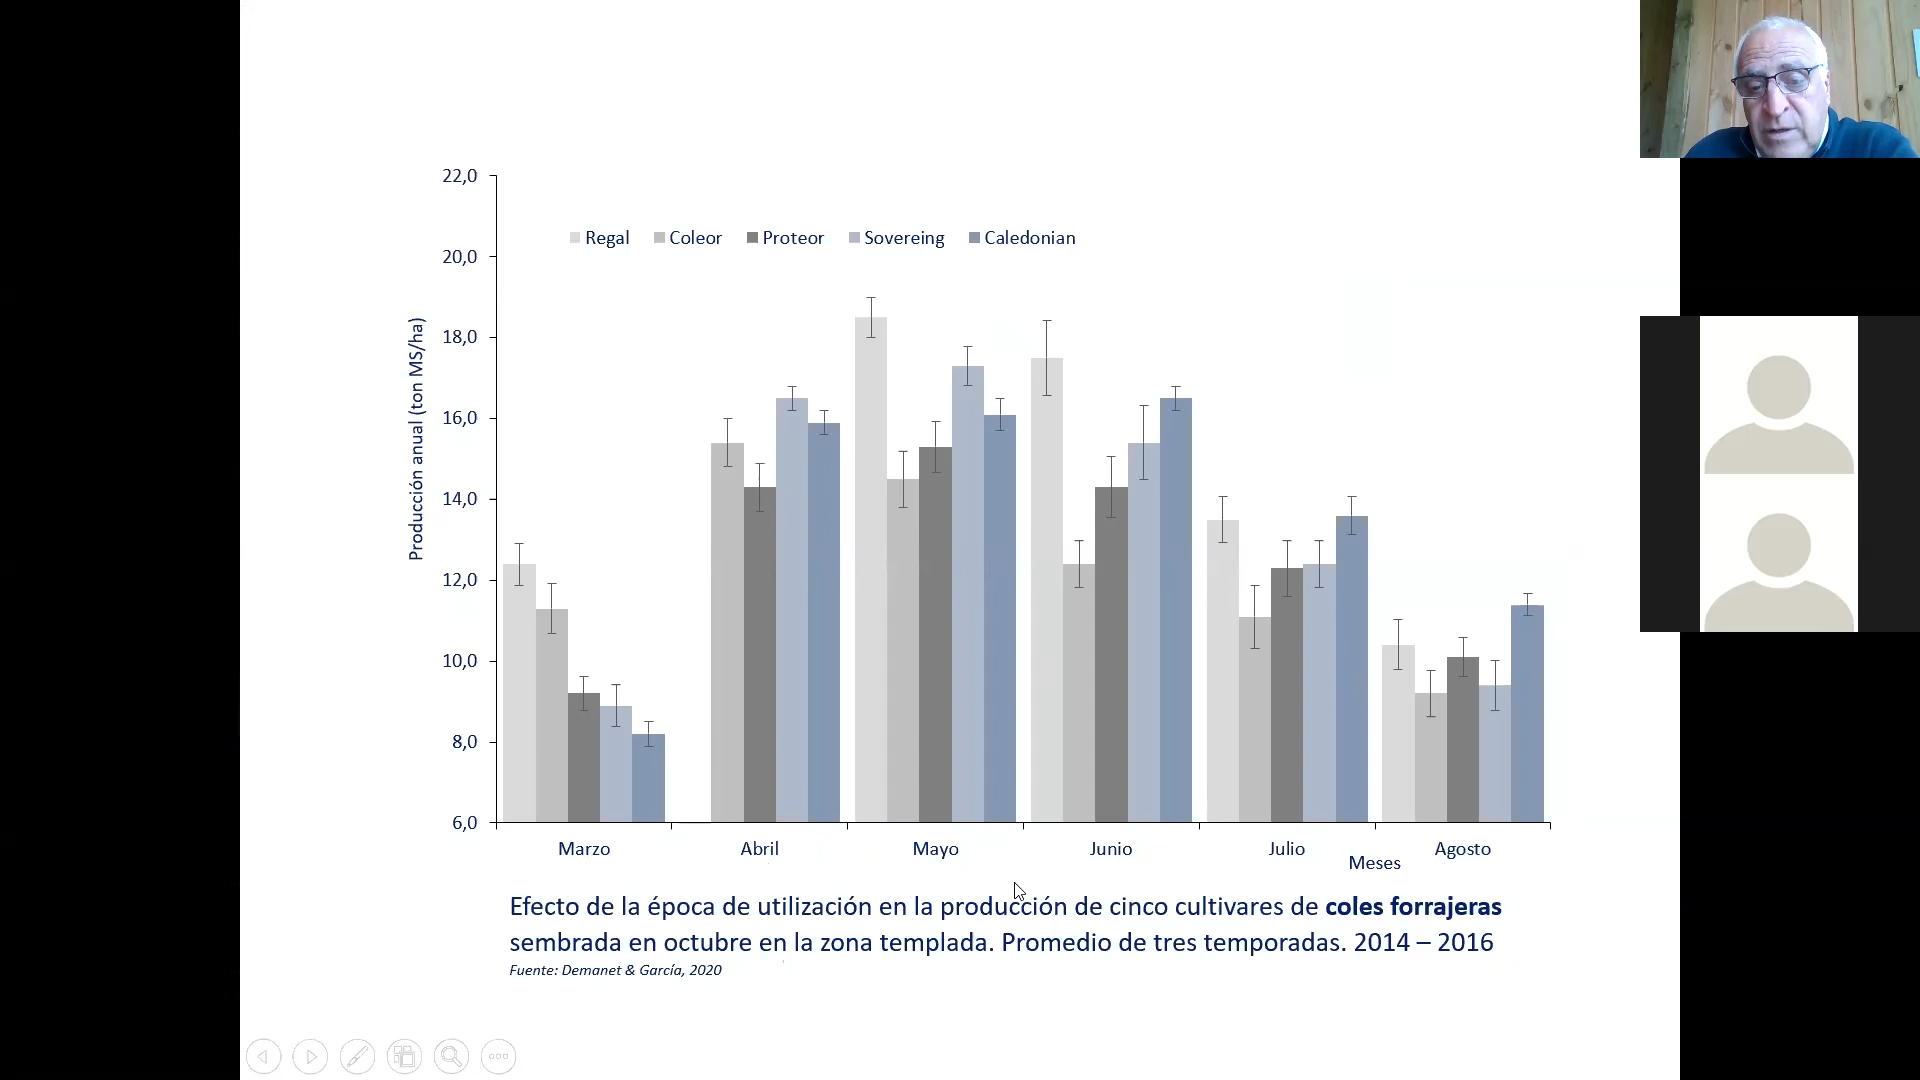 22,0
Regal Coleor Proteor Sovereing Caledonian
20,0
18,0
16,0
14,0
12,0
10,0
8,0
6,0
Producción anual (ton MS/ha)
Marzo Abril Mayo Junio Julio Agosto
Meses
Efecto de la época de utilización en la producción de cinco cultivares de coles forrajeras
sembrada en octubre en la zona templada. Promedio de tres temporadas. 2014 – 2016
Fuente: Demanet & García, 2020